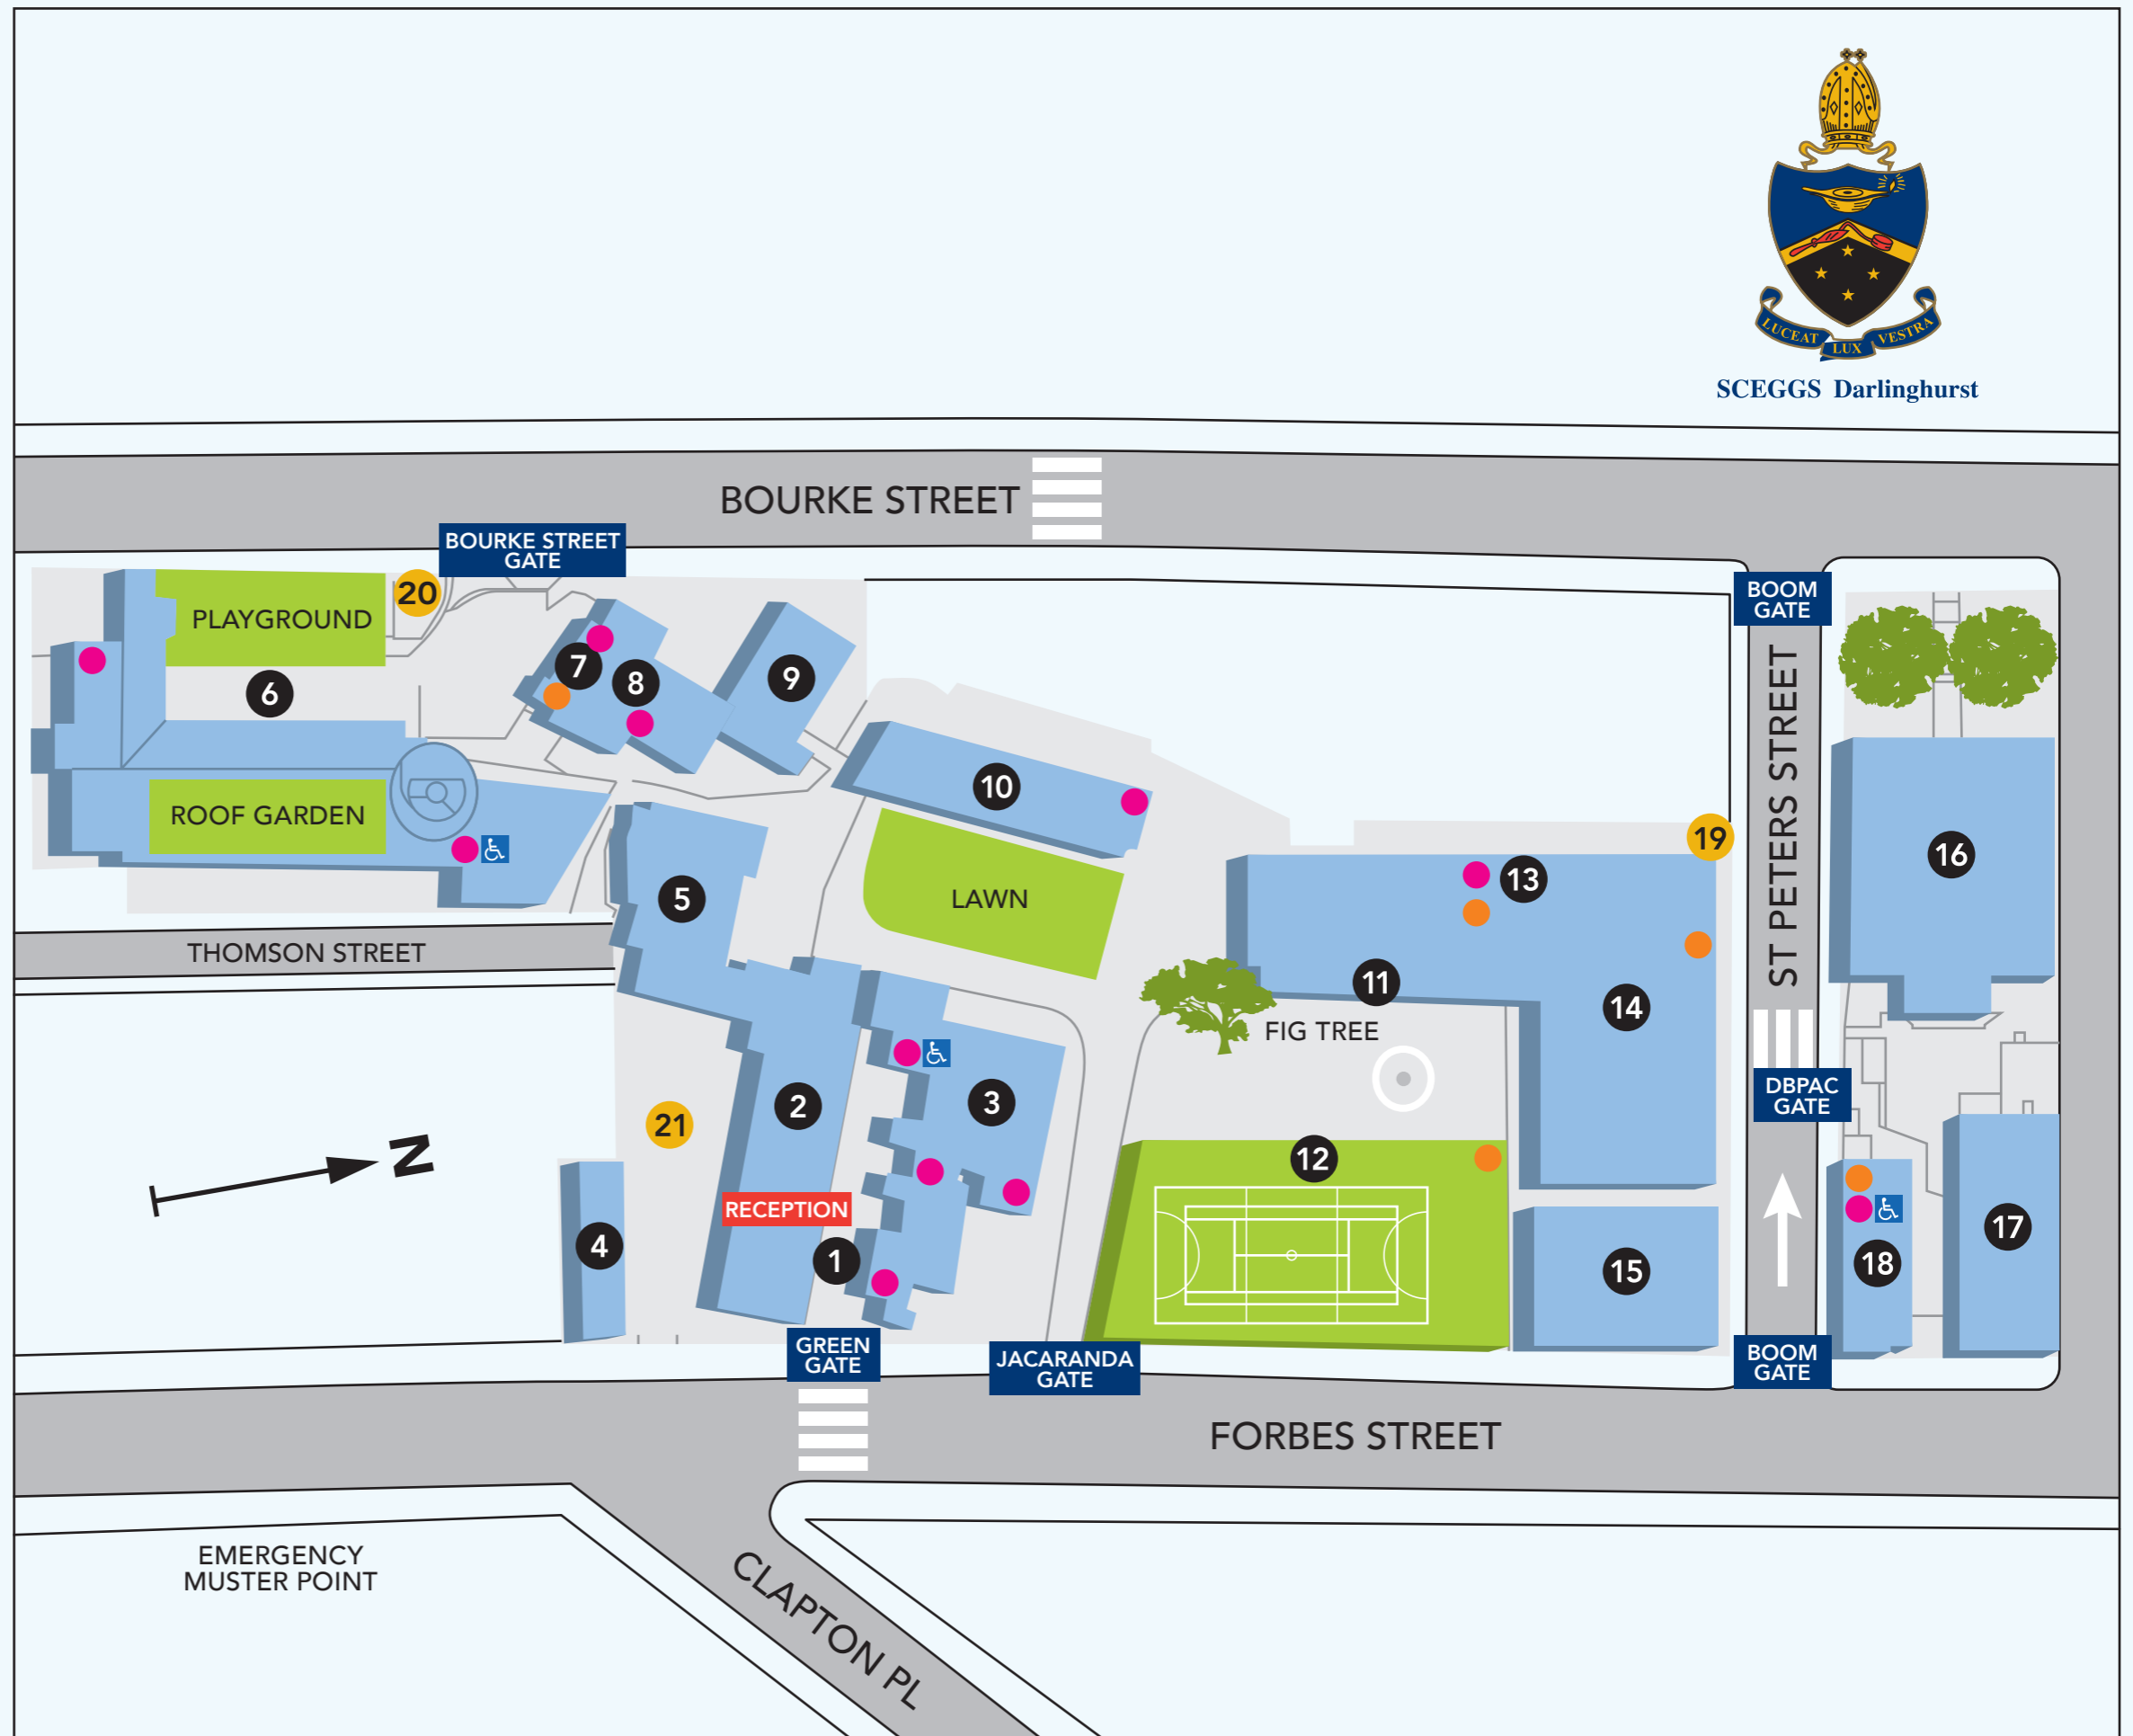 LUCEAT LUX VESTRA
SCEGGS Darlinghurst
BOURKE STREET
BOURKE STREET
GATE
BOOM
GATE
20
PLAYGROUND
7
8
9
6
ST PETERS STREET
10
ROOF GARDEN
19
16
13
5
LAWN
THOMSON STREET
11
14
FIG TREE
2
3
DBPAC
GATE
21
N
12
RECEPTION
17
4
1
18
15
GREEN
GATE
JACARANDA
GATE
BOOM
GATE
FORBES STREET
EMERGENCY
MUSTER POINT
CLAPTON PL